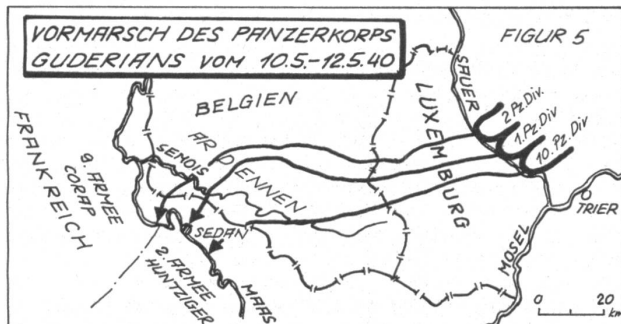 VORMARSCH DES PANZERKORPS
GUDERIANS VOM 10.5.-12.5.40
FIGUR 5
BELGIEN
SAUER
2 Pz. Div.
1. Pz. Div
10. Pz. Div
LUXEMBURG
ARDENNEN
SEMOIS
FRANKREICH
9. ARMEE
CORAP
SEDAN
2. ARMEE
HUNTZIGER
MAAS
MOSEL
TRIER
0 20
km